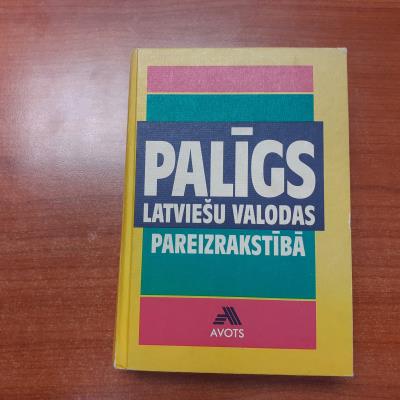 PALĪGS
LATVIEŠU VALODAS
PAREIZRAKSTĪBĀ
AVOTS